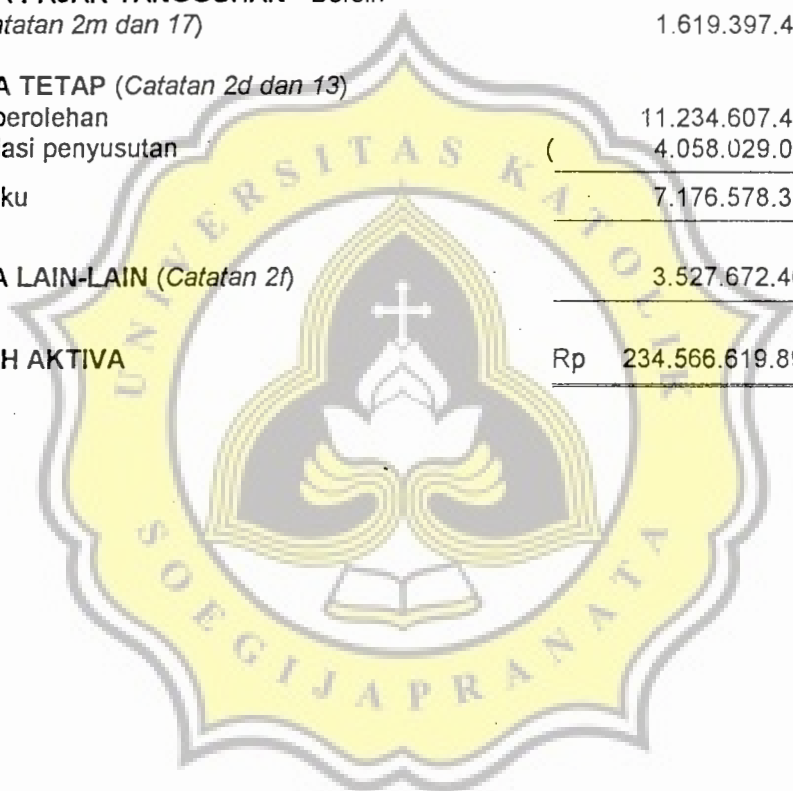 PAJAK TANGGUHAN
atatan 2m dan 17) 1.619.397.4
A TETAP (Catatan 2d dan 13)
perolehan 11.234.607.4
asi penyusutan ( 4.058.029.0
ku 7.176.578.3
A LAIN-LAIN (Catatan 2f) 3.527.672.4
H AKTIVA Rp 234.566.619.8
UNIVERSITAS KATOLIK
SOEGIJAPRANATA